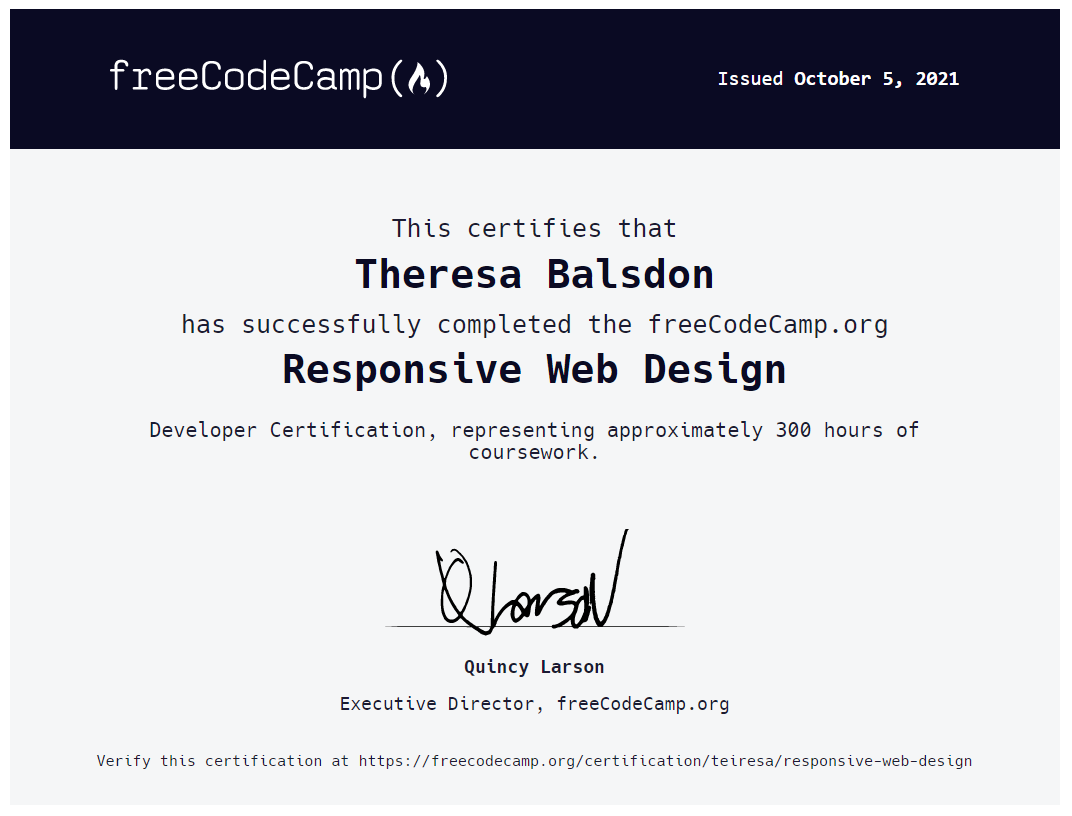 freeCodeCamp
Issued October 5, 2021
This certifies that
Theresa Balsdon
has successfully completed the freeCodeCamp.org
Responsive Web Design
Developer Certification, representing approximately 300 hours of
coursework.
Q Larson
Quincy Larson
Executive Director, freeCodeCamp.org
Verify this certification at https://freecodecamp.org/certification/teiresa/responsive-web-design